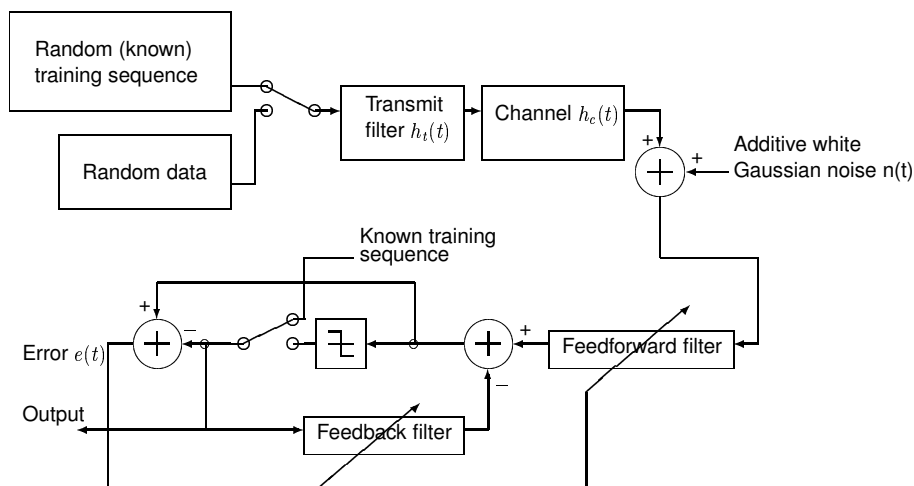 Random (known)
training sequence
Random data
Transmit
filter h_t(t)
Channel h_c(t)
+
+
Additive white
Gaussian noise n(t)
Known training
sequence
+
−
+
−
Feedforward filter
Error e(t)
Output
Feedback filter